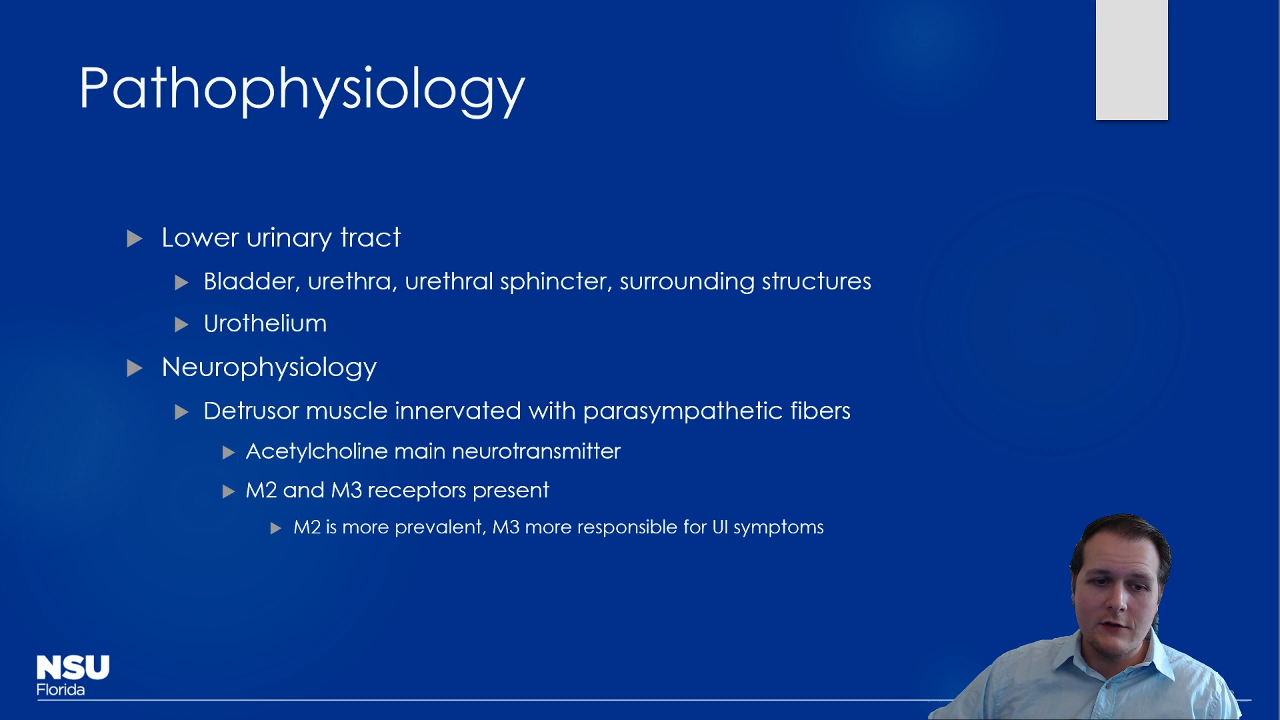 Pathophysiology
Lower urinary tract
Bladder, urethra, urethral sphincter, surrounding structures
Urothelium
Neurophysiology
Detrusor muscle innervated with parasympathetic fibers
Acetylcholine main neurotransmitter
M2 and M3 receptors present
M2 is more prevalent, M3 more responsible for UI symptoms
NSU
Florida